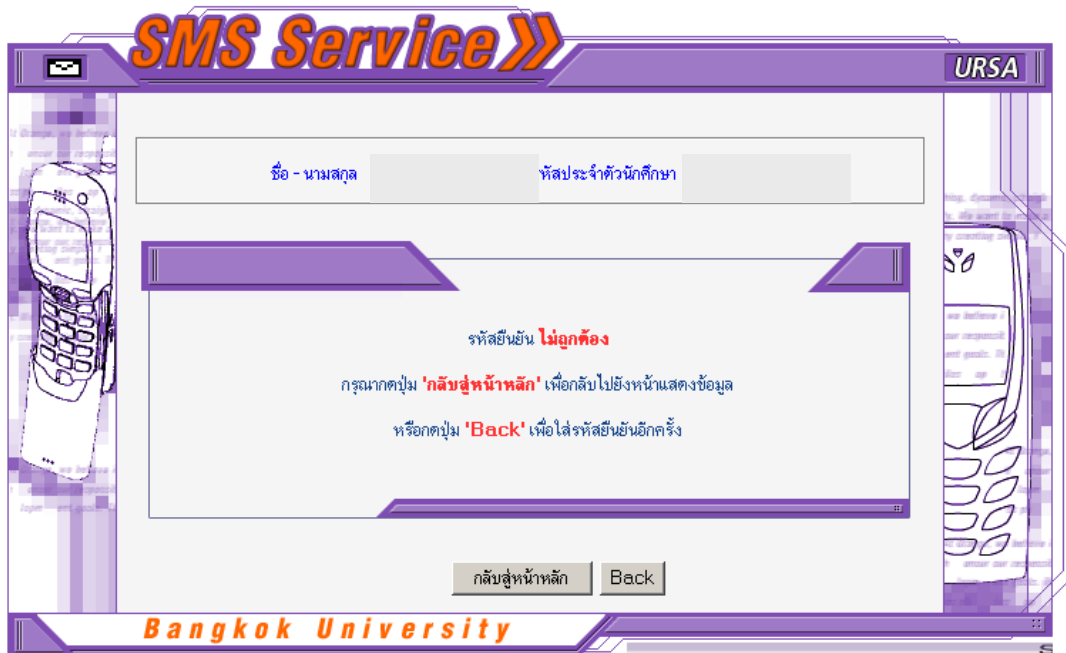 SMS Service
URSA
ชื่อ - นามสกุล หัสประจำตัวนักศึกษา
รหัสยืนยัน ไม่ถูกต้อง
กรุณากดปุ่ม 'กลับสู่หน้าหลัก' เพื่อกลับไปยังหน้าแสดงข้อมูล
หรือกดปุ่ม 'Back' เพื่อใส่รหัสยืนยันอีกครั้ง
กลับสู่หน้าหลัก Back
Bangkok University